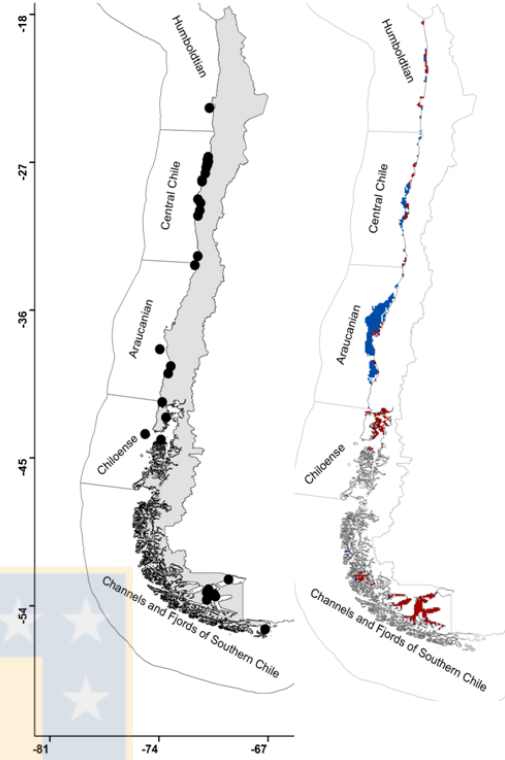 -18
-27
-36
-45
-54
-81
-74
-67
Humboldtian
Central Chile
Araucanian
Chiloense
Channels and Fjords of Southern Chile
Humboldtian
Central Chile
Araucanian
Chiloense
Channels and Fjords of Southern Chile